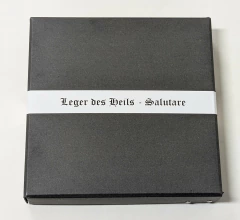 Leger des Heils - Salutare